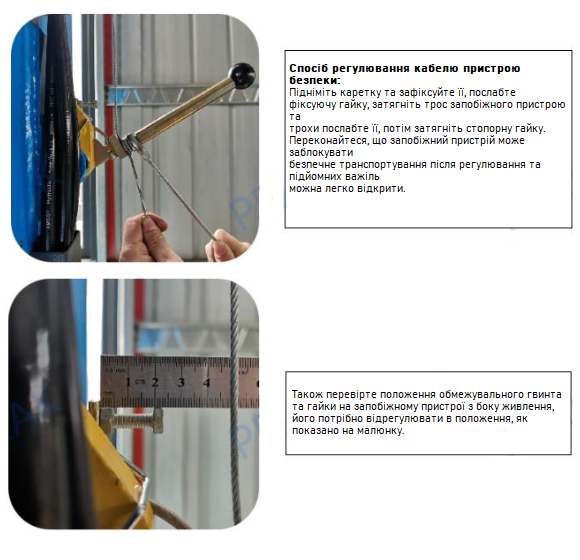 Спосіб регулювання кабелю пристрою
безпеки:
Підніміть каретку та зафіксуйте її, послабте
фіксуючу гайку, затягніть трос запобіжного пристрою
та
трохи послабте її, потім затягніть стопорну гайку.
Переконайтеся, що запобіжний пристрій може
заблокувати
безпечне транспортування після регулювання та
підйомних важіль
можна легко відкрити.
1 cm 2 3 4
Також перевірте положення обмежувального гвинта
та гайки на запобіжному пристрої з боку живлення,
його потрібно відрегулювати в положення, як
показано на малюнку.